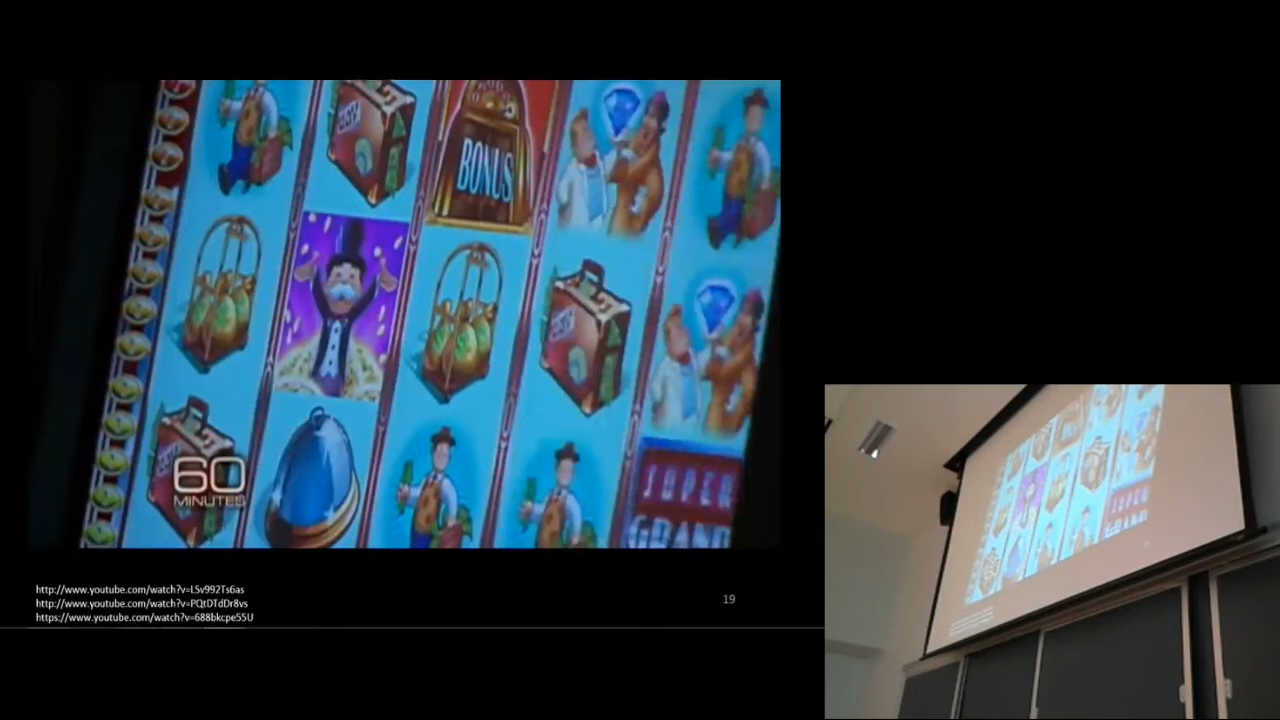 BONUS
SUPER
GRAND
60
MINUTES
http://www.youtube.com/watch?v=LSv992Ts6as
http://www.youtube.com/watch?v=PQtDTdDr8vs
https://www.youtube.com/watch?v=688bkcpe55U
19